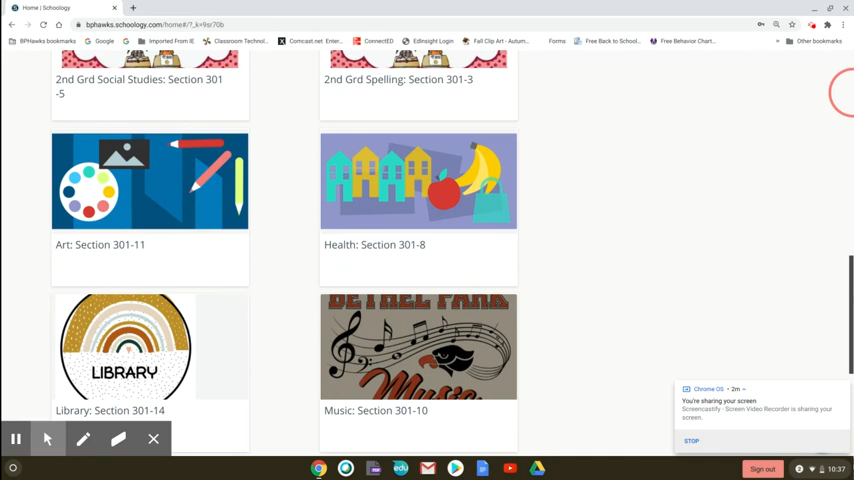 Home | Schoology
bphawks.schoology.com/home#/?_k=9sr70b
BPHawks bookmarks
Google
Imported From IE
Classroom Technol...
Comcast.net Enter...
ConnectED
EdInsight Login
Fall Clip Art - Autum...
Forms
Free Back to School...
Free Behavior Chart...
»
Other bookmarks
2nd Grd Social Studies: Section 301
-5
2nd Grd Spelling: Section 301-3
Art: Section 301-11
Health: Section 301-8
LIBRARY
BETHEL PARK
Music
Library: Section 301-14
Music: Section 301-10
Chrome OS • 2m
You're sharing your screen
Screencastify - Screen Video Recorder is sharing your
screen.
STOP
edu
Sign out
2
10:37